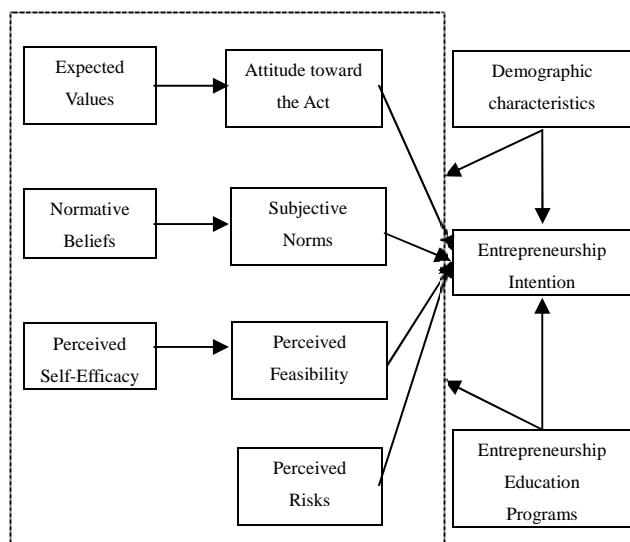 Expected
Values
Attitude toward
the Act
Demographic
characteristics
Normative
Beliefs
Subjective
Norms
Entrepreneurship
Intention
Perceived
Self-Efficacy
Perceived
Feasibility
Perceived
Risks
Entrepreneurship
Education
Programs